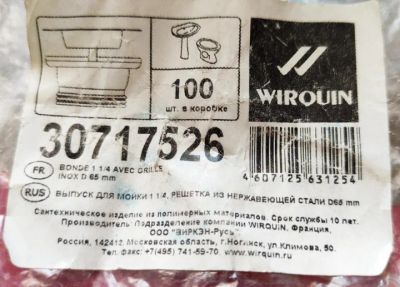 100
шт. в коробке
WIRQUIN
30717526
FR BONDE 1 1/4 AVEC GRILLE
INOX D 65 mm
4 607125 631254
RUS ВЫПУСК ДЛЯ МОЙКИ 1 1/4, РЕШЕТКА ИЗ НЕРЖАВЕЮЩЕЙ СТАЛИ D65 mm
Сантехническое изделие из полимерных материалов. Срок службы 10 лет.
Производитель: Подразделение компании WIRQUIN, Франция,
ООО "ВИРКЭН-Русь"
Россия, 142412, Московская область, г.Ногинск, ул.Климова, 50.
Тел. факс: +7(495) 741-59-70. www.wirquin.ru